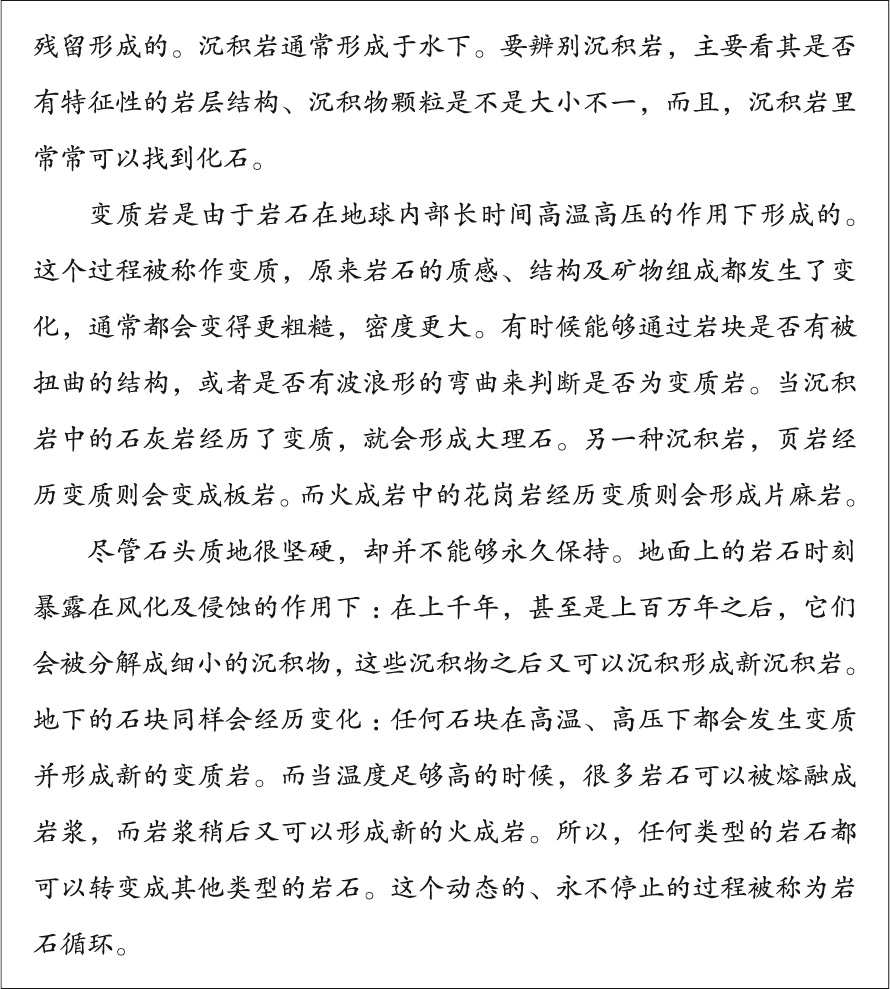 残留形成的。沉积岩通常形成于水下。要辨别沉积岩，主要看其是否
有特征性的岩层结构、沉积物颗粒是不是大小不一，而且，沉积岩里
常常可以找到化石。
变质岩是由于岩石在地球内部长时间高温高压的作用下形成的。
这个过程被称作变质，原来岩石的质感、结构及矿物组成都发生了变
化，通常都会变得更粗糙，密度更大。有时候能够通过岩块是否有被
扭曲的结构，或者是否有波浪形的弯曲来判断是否为变质岩。当沉积
岩中的石灰岩经历了变质，就会形成大理石。另一种沉积岩，页岩经
历变质则会变成板岩。而火成岩中的花岗岩经历变质则会形成片麻岩。
尽管石头质地很坚硬，却并不能够永久保持。地面上的岩石时刻
暴露在风化及侵蚀的作用下：在上千年，甚至是上百万年之后，它们
会被分解成细小的沉积物，这些沉积物之后又可以沉积形成新沉积岩。
地下的石块同样会经历变化：任何石块在高温、高压下都会发生变质
并形成新的变质岩。而当温度足够高的时候，很多岩石可以被熔融成
岩浆，而岩浆稍后又可以形成新的火成岩。所以，任何类型的岩石都
可以转变成其他类型的岩石。这个动态的、永不停止的过程被称为岩
石循环。